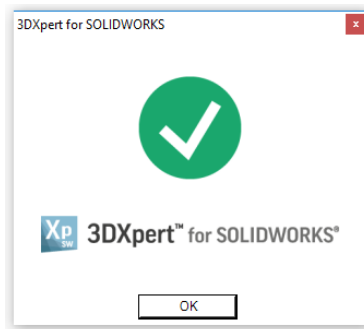 3DXpert for SOLIDWORKS
x
Xp
SW
3DXpert™ for SOLIDWORKS®
OK